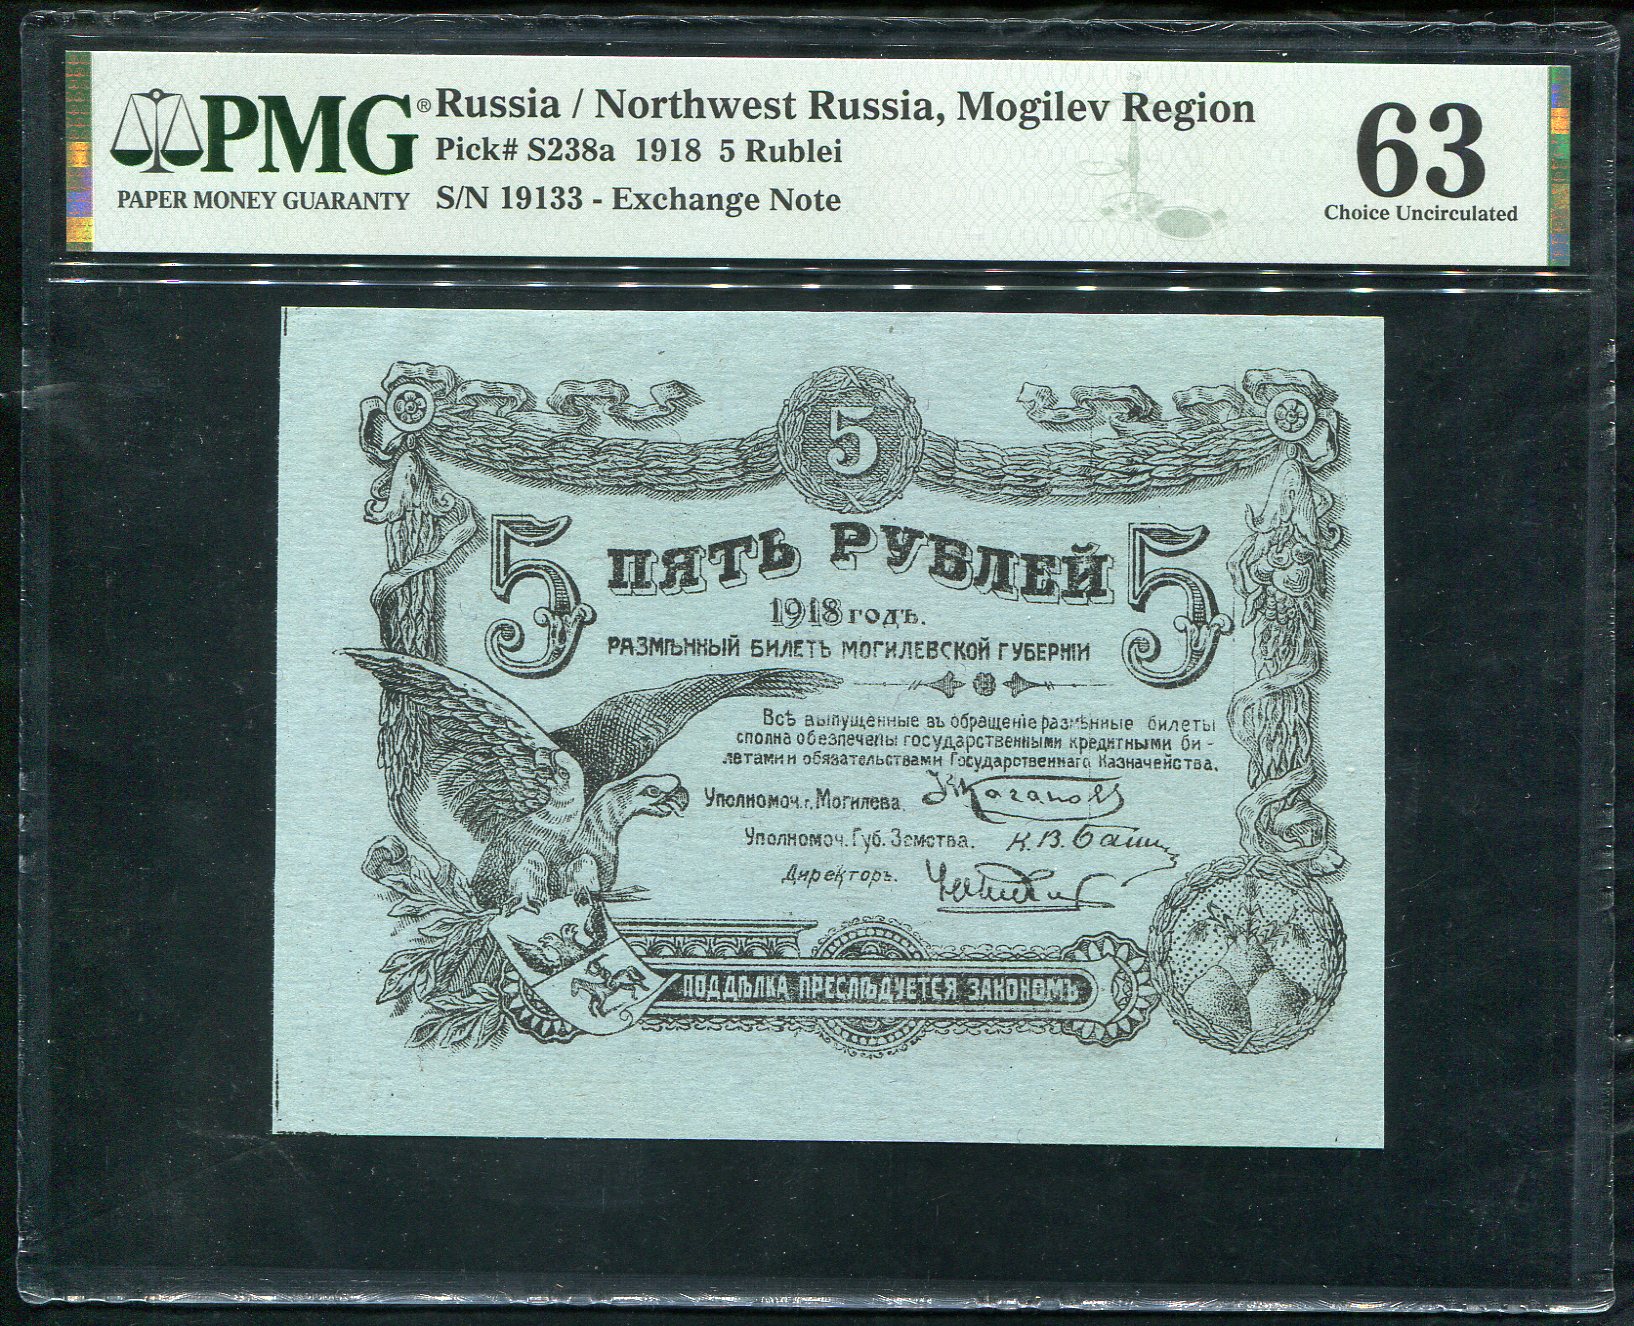 PMG®
PAPER MONEY GUARANTY
Russia / Northwest Russia, Mogilev Region
Pick# S238a 1918 5 Rublei
S/N 19133 - Exchange Note
63
Choice Uncirculated
5
5 ПЯТЬ РУБЛЕЙ 5
1918 годъ.
РАЗМѢННЫЙ БИЛЕТЪ МОГИЛЕВСКОЙ ГУБЕРНІИ
Всѣ выпущенные въ обращеніе размѣнные билеты
сполна обезпечены государственными кредитными би-
летами и обязательствами Государственнаго Казначейства.
Уполномоч. г. Могилева.
Уполномоч. Губ. Земства. К. В.
Директоръ.
ПОДДѢЛКА ПРЕСЛѢДУЕТСЯ ЗАКОНОМЪ